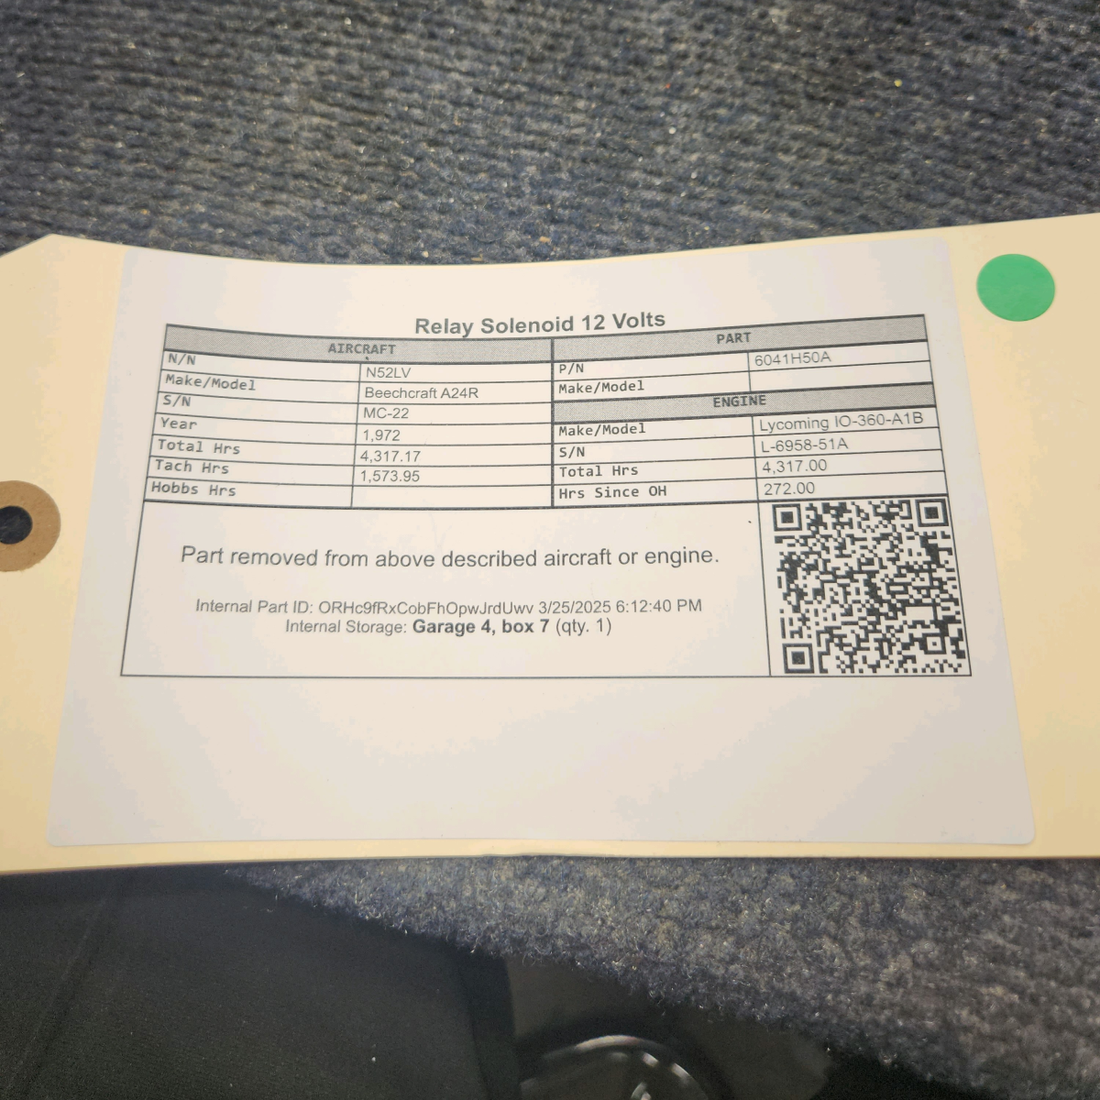 Relay Solenoid 12 Volts
AIRCRAFT PART
N/N N52LV P/N 6041H50A
Make/Model Beechcraft A24R Make/Model
S/N MC-22 ENGINE
Year 1,972 Make/Model Lycoming IO-360-A1B
Total Hrs 4,317.17 S/N L-6958-51A
Tach Hrs 1,573.95 Total Hrs 4,317.00
Hobbs Hrs Hrs Since OH 272.00
Part removed from above described aircraft or engine.
Internal Part ID: ORHc9fRxCobFhOpwJrdUwv 3/25/2025 6:12:40 PM
Internal Storage: Garage 4, box 7 (qty. 1)